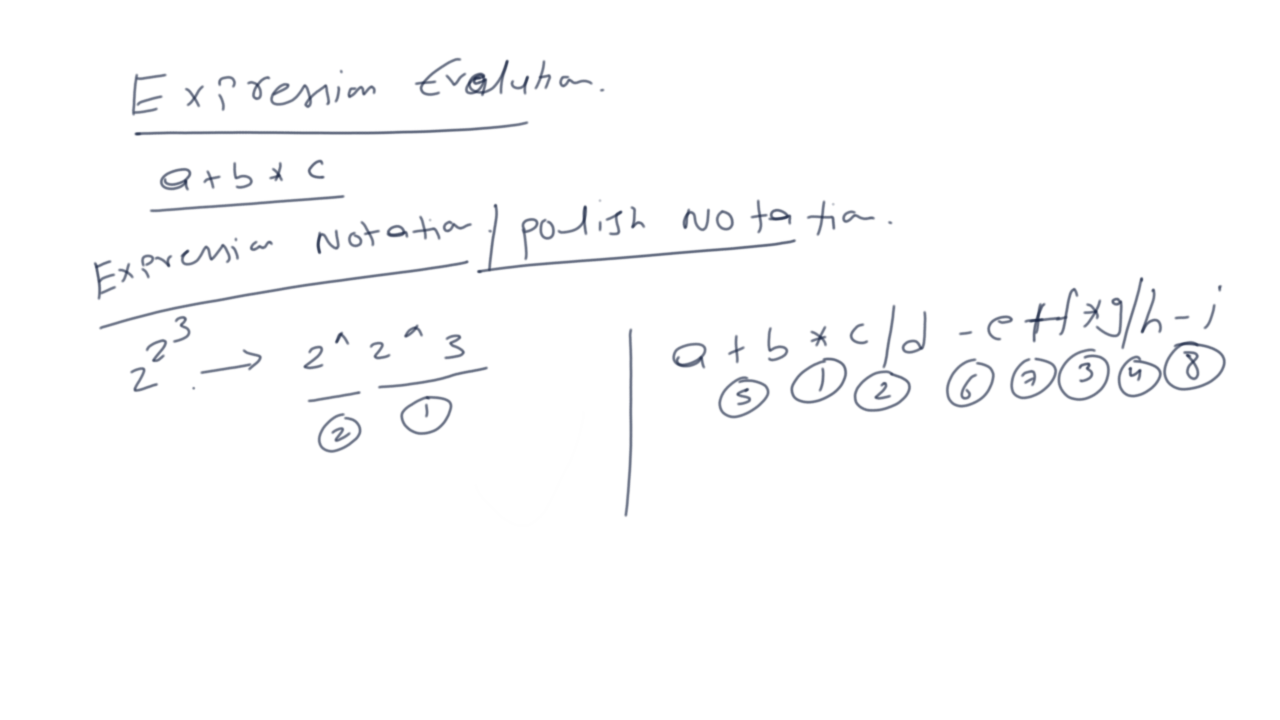 Expression Evalution.
a + b * c
Expression Notation / polish Notation.
2^2^3 → 2 ^ 2 ^ 3
② ①
a + b * c / d - e + f * g / h - i
⑤ ① ② ⑥ ⑦ ③ ④ ⑧